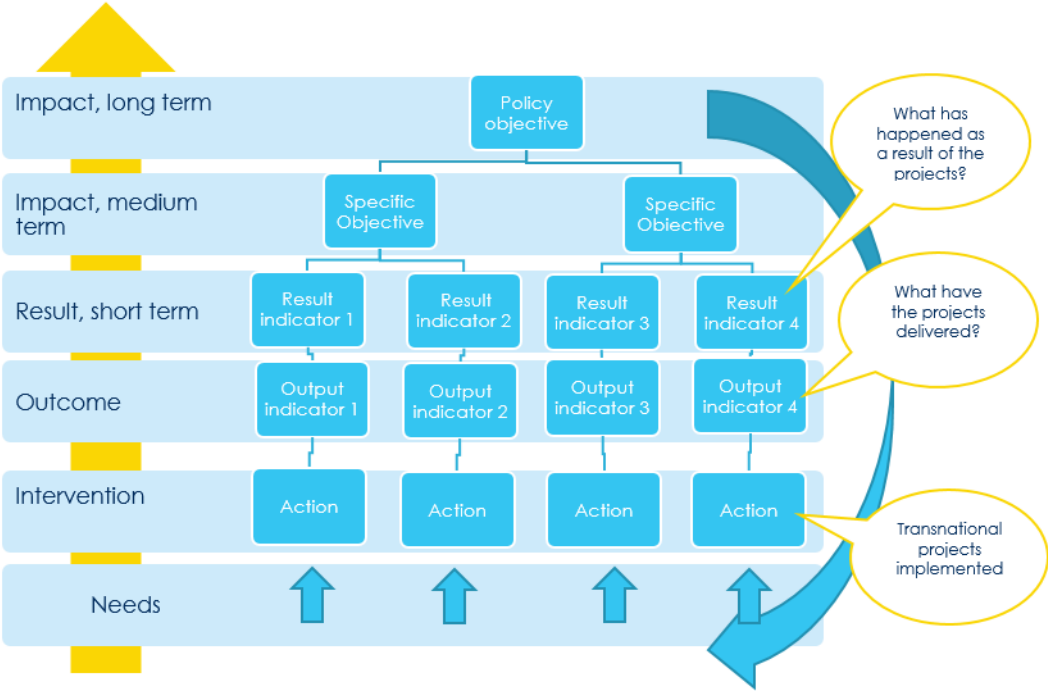 Impact, long term
Policy
objective
What has
happened as
a result of the
projects?
Impact, medium
term
Specific
Objective
Specific
Objective
Result, short term
Result
indicator 1
Result
indicator 2
Result
indicator 3
Result
indicator 4
What have
the projects
delivered?
Outcome
Output
indicator 1
Output
indicator 2
Output
indicator 3
Output
indicator 4
Intervention
Action
Action
Action
Action
Transnational
projects
implemented
Needs